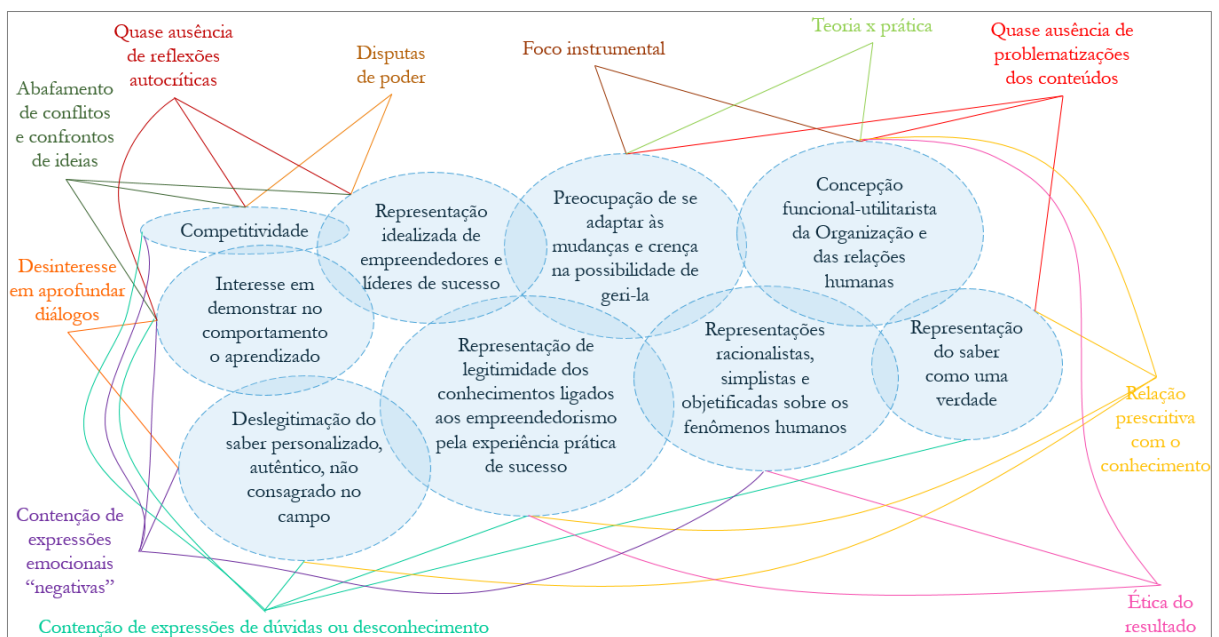 Quase ausência
de reflexões
autocríticas
Disputas
de poder
Foco instrumental
Teoria x prática
Quase ausência de
problematizações
dos conteúdos
Abafamento
de conflitos
e confrontos
de ideias
Competitividade
Representação
idealizada de
empreendedores e
líderes de sucesso
Preocupação de se
adaptar às
mudanças e crença
na possibilidade de
geri-la
Concepção
funcional-utilitarista
da Organização e
das relações
humanas
Desinteresse
em aprofundar
diálogos
Interesse em
demonstrar no
comportamento
o aprendizado
Representação de
legitimidade dos
conhecimentos ligados
aos empreendedorismo
pela experiência prática
de sucesso
Representações
racionalistas,
simplistas e
objetificadas sobre os
fenômenos humanos
Representação
do saber
como uma
verdade
Deslegitimação do
saber personalizado,
autêntico, não
consagrado no
campo
Relação
prescritiva
com o
conhecimento
Contenção de
expressões
emocionais
“negativas”
Contenção de expressões de dúvidas ou desconhecimento
Ética do
resultado